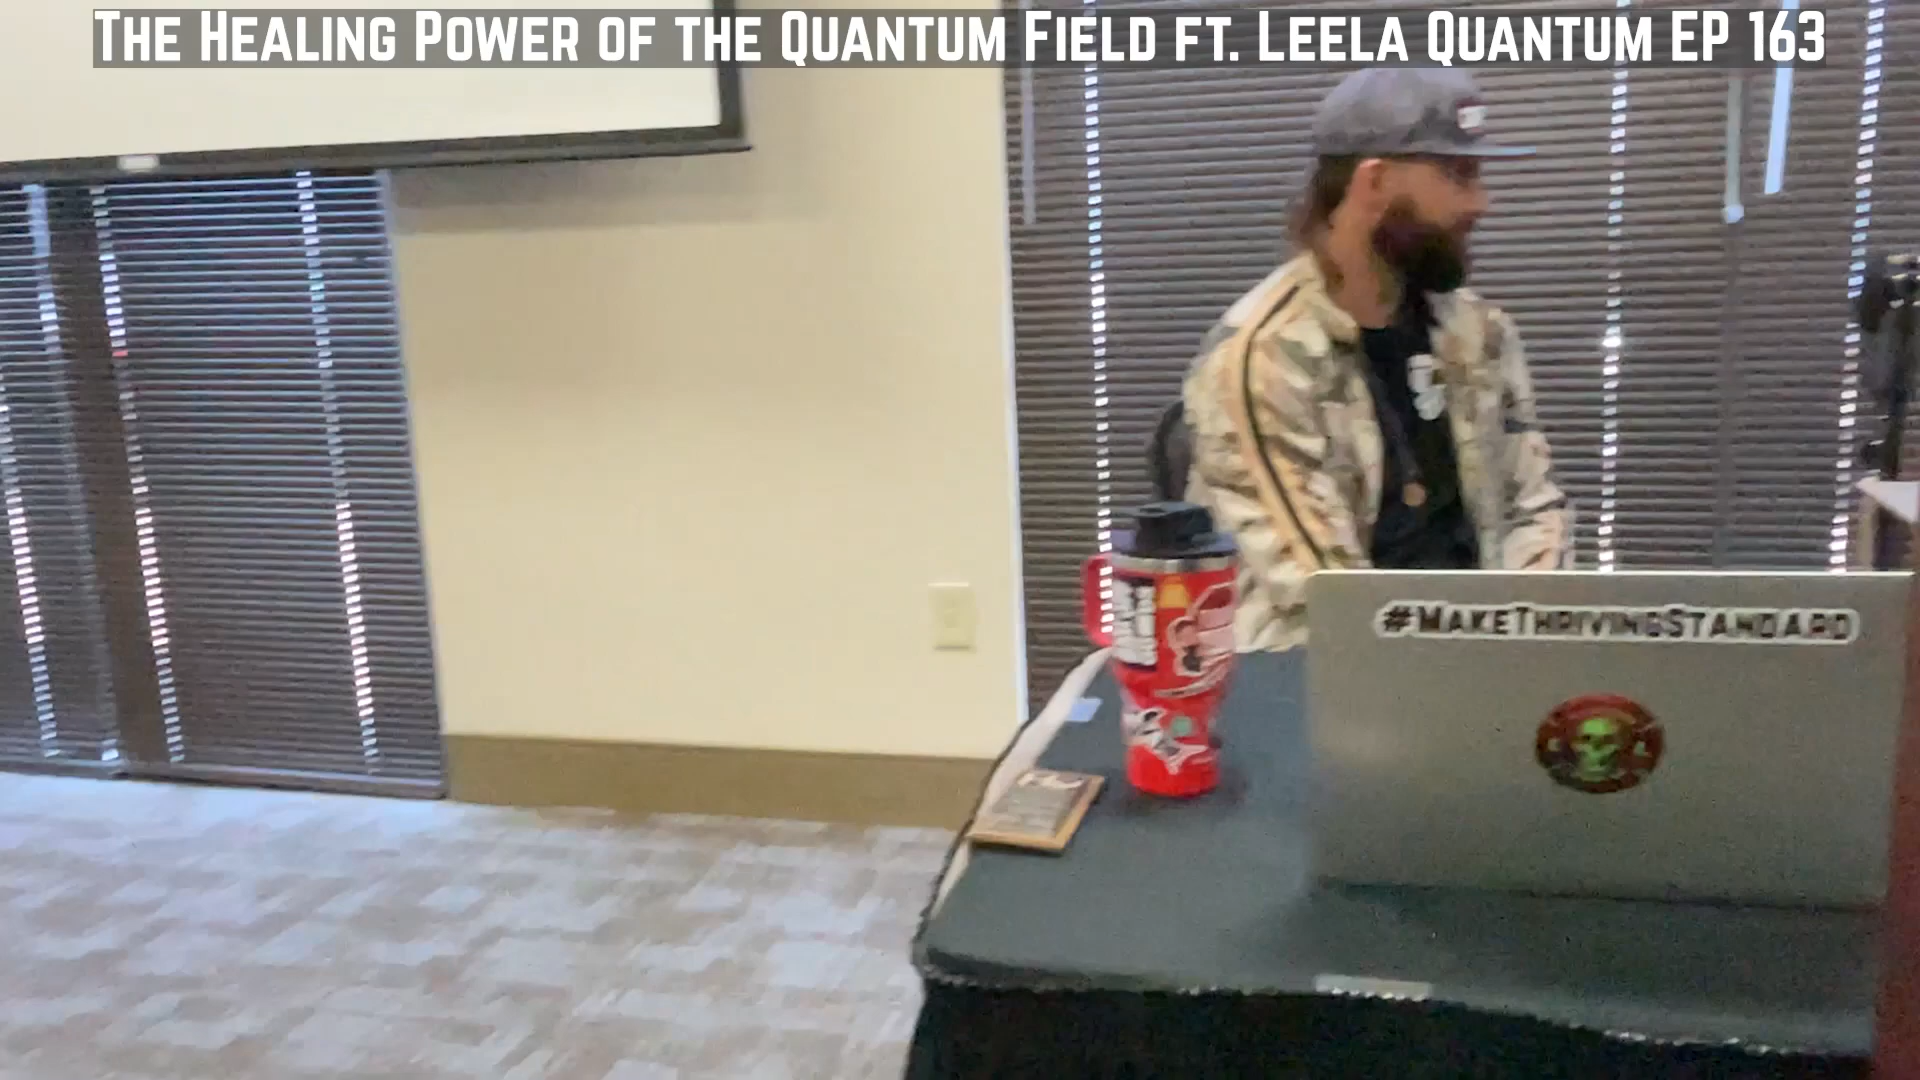 The Healing Power of the Quantum Field ft. Leela Quantum EP 163
#MakeThrivingStandard